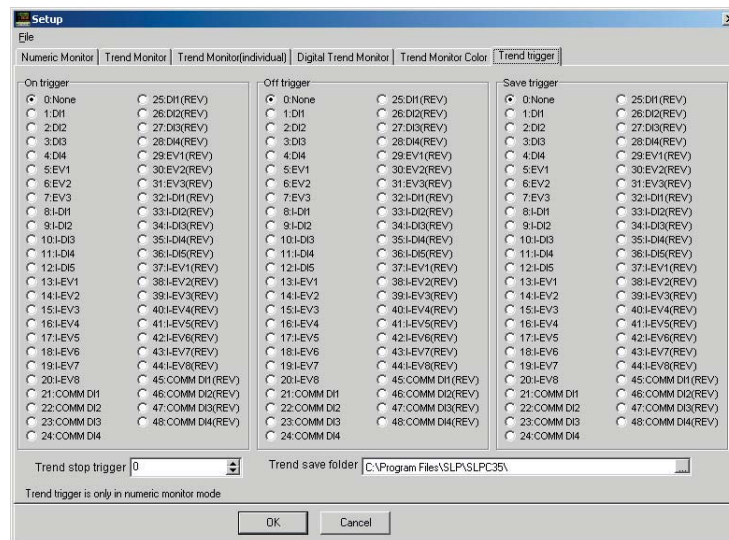 Setup
File
Numeric Monitor Trend Monitor Trend Monitor(individual) Digital Trend Monitor Trend Monitor Color Trend trigger
On trigger
0:None
1:DI1
2:DI2
3:DI3
4:DI4
5:EV1
6:EV2
7:EV3
8:I-DI1
9:I-DI2
10:I-DI3
11:I-DI4
12:I-DI5
13:I-EV1
14:I-EV2
15:I-EV3
16:I-EV4
17:I-EV5
18:I-EV6
19:I-EV7
20:I-EV8
21:COMM DI1
22:COMM DI2
23:COMM DI3
24:COMM DI4
25:DI1(REV)
26:DI2(REV)
27:DI3(REV)
28:DI4(REV)
29:EV1(REV)
30:EV2(REV)
31:EV3(REV)
32:I-DI1(REV)
33:I-DI2(REV)
34:I-DI3(REV)
35:I-DI4(REV)
36:I-DI5(REV)
37:I-EV1(REV)
38:I-EV2(REV)
39:I-EV3(REV)
40:I-EV4(REV)
41:I-EV5(REV)
42:I-EV6(REV)
43:I-EV7(REV)
44:I-EV8(REV)
45:COMM DI1(REV)
46:COMM DI2(REV)
47:COMM DI3(REV)
48:COMM DI4(REV)
Off trigger
0:None
1:DI1
2:DI2
3:DI3
4:DI4
5:EV1
6:EV2
7:EV3
8:I-DI1
9:I-DI2
10:I-DI3
11:I-DI4
12:I-DI5
13:I-EV1
14:I-EV2
15:I-EV3
16:I-EV4
17:I-EV5
18:I-EV6
19:I-EV7
20:I-EV8
21:COMM DI1
22:COMM DI2
23:COMM DI3
24:COMM DI4
25:DI1(REV)
26:DI2(REV)
27:DI3(REV)
28:DI4(REV)
29:EV1(REV)
30:EV2(REV)
31:EV3(REV)
32:I-DI1(REV)
33:I-DI2(REV)
34:I-DI3(REV)
35:I-DI4(REV)
36:I-DI5(REV)
37:I-EV1(REV)
38:I-EV2(REV)
39:I-EV3(REV)
40:I-EV4(REV)
41:I-EV5(REV)
42:I-EV6(REV)
43:I-EV7(REV)
44:I-EV8(REV)
45:COMM DI1(REV)
46:COMM DI2(REV)
47:COMM DI3(REV)
48:COMM DI4(REV)
Save trigger
0:None
1:DI1
2:DI2
3:DI3
4:DI4
5:EV1
6:EV2
7:EV3
8:I-DI1
9:I-DI2
10:I-DI3
11:I-DI4
12:I-DI5
13:I-EV1
14:I-EV2
15:I-EV3
16:I-EV4
17:I-EV5
18:I-EV6
19:I-EV7
20:I-EV8
21:COMM DI1
22:COMM DI2
23:COMM DI3
24:COMM DI4
25:DI1(REV)
26:DI2(REV)
27:DI3(REV)
28:DI4(REV)
29:EV1(REV)
30:EV2(REV)
31:EV3(REV)
32:I-DI1(REV)
33:I-DI2(REV)
34:I-DI3(REV)
35:I-DI4(REV)
36:I-DI5(REV)
37:I-EV1(REV)
38:I-EV2(REV)
39:I-EV3(REV)
40:I-EV4(REV)
41:I-EV5(REV)
42:I-EV6(REV)
43:I-EV7(REV)
44:I-EV8(REV)
45:COMM DI1(REV)
46:COMM DI2(REV)
47:COMM DI3(REV)
48:COMM DI4(REV)
Trend stop trigger 0
Trend save folder C:\Program Files\SLP\SLPC35\ ...
Trend trigger is only in numeric monitor mode
OK Cancel